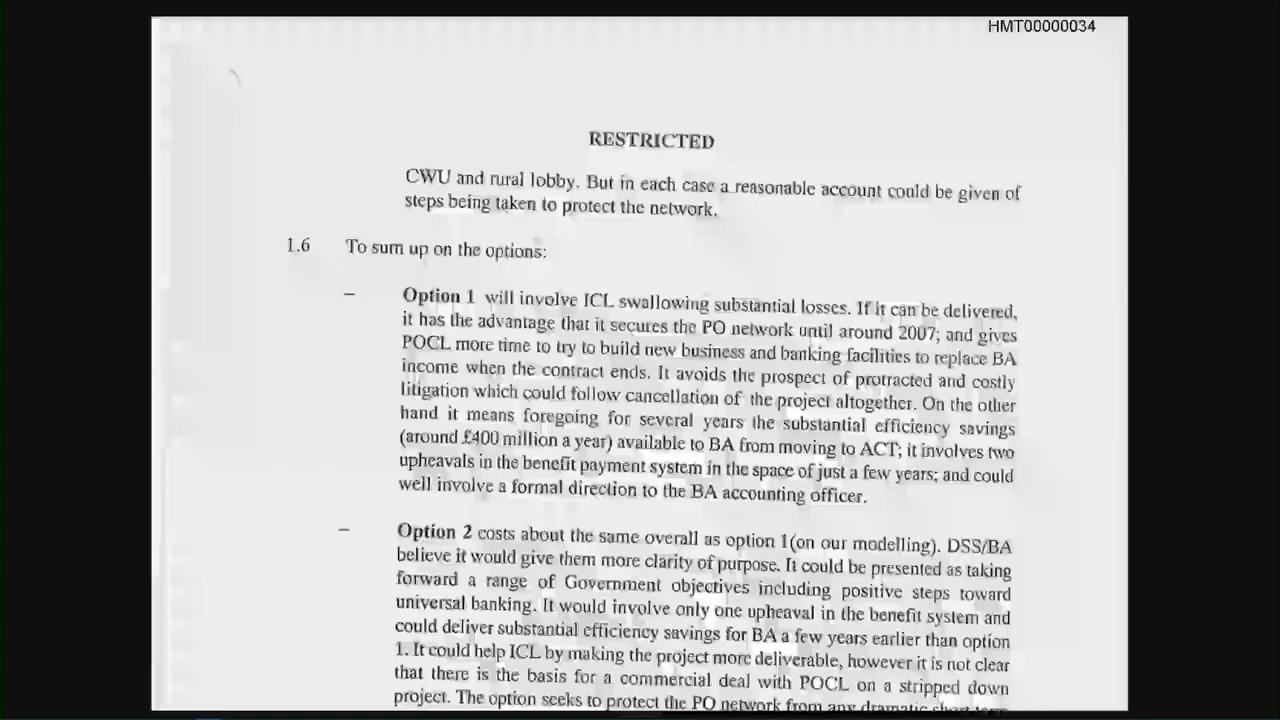 HMT00000034
RESTRICTED
CWU and rural lobby. But in each case a reasonable account could be given of
steps being taken to protect the network.
1.6 To sum up on the options:
– Option 1 will involve ICL swallowing substantial losses. If it can be delivered,
it has the advantage that it secures the PO network until around 2007; and gives
POCL more time to try to build new business and banking facilities to replace BA
income when the contract ends. It avoids the prospect of protracted and costly
litigation which could follow cancellation of the project altogether. On the other
hand it means foregoing for several years the substantial efficiency savings
(around £400 million a year) available to BA from moving to ACT; it involves two
upheavals in the benefit payment system in the space of just a few years; and could
well involve a formal direction to the BA accounting officer.
– Option 2 costs about the same overall as option 1(on our modelling). DSS/BA
believe it would give them more clarity of purpose. It could be presented as taking
forward a range of Government objectives including positive steps toward
universal banking. It would involve only one upheaval in the benefit system and
could deliver substantial efficiency savings for BA a few years earlier than option
1. It could help ICL by making the project more deliverable, however it is not clear
that there is the basis for a commercial deal with POCL on a stripped down
project. The option seeks to protect the PO network from any dramatic short term